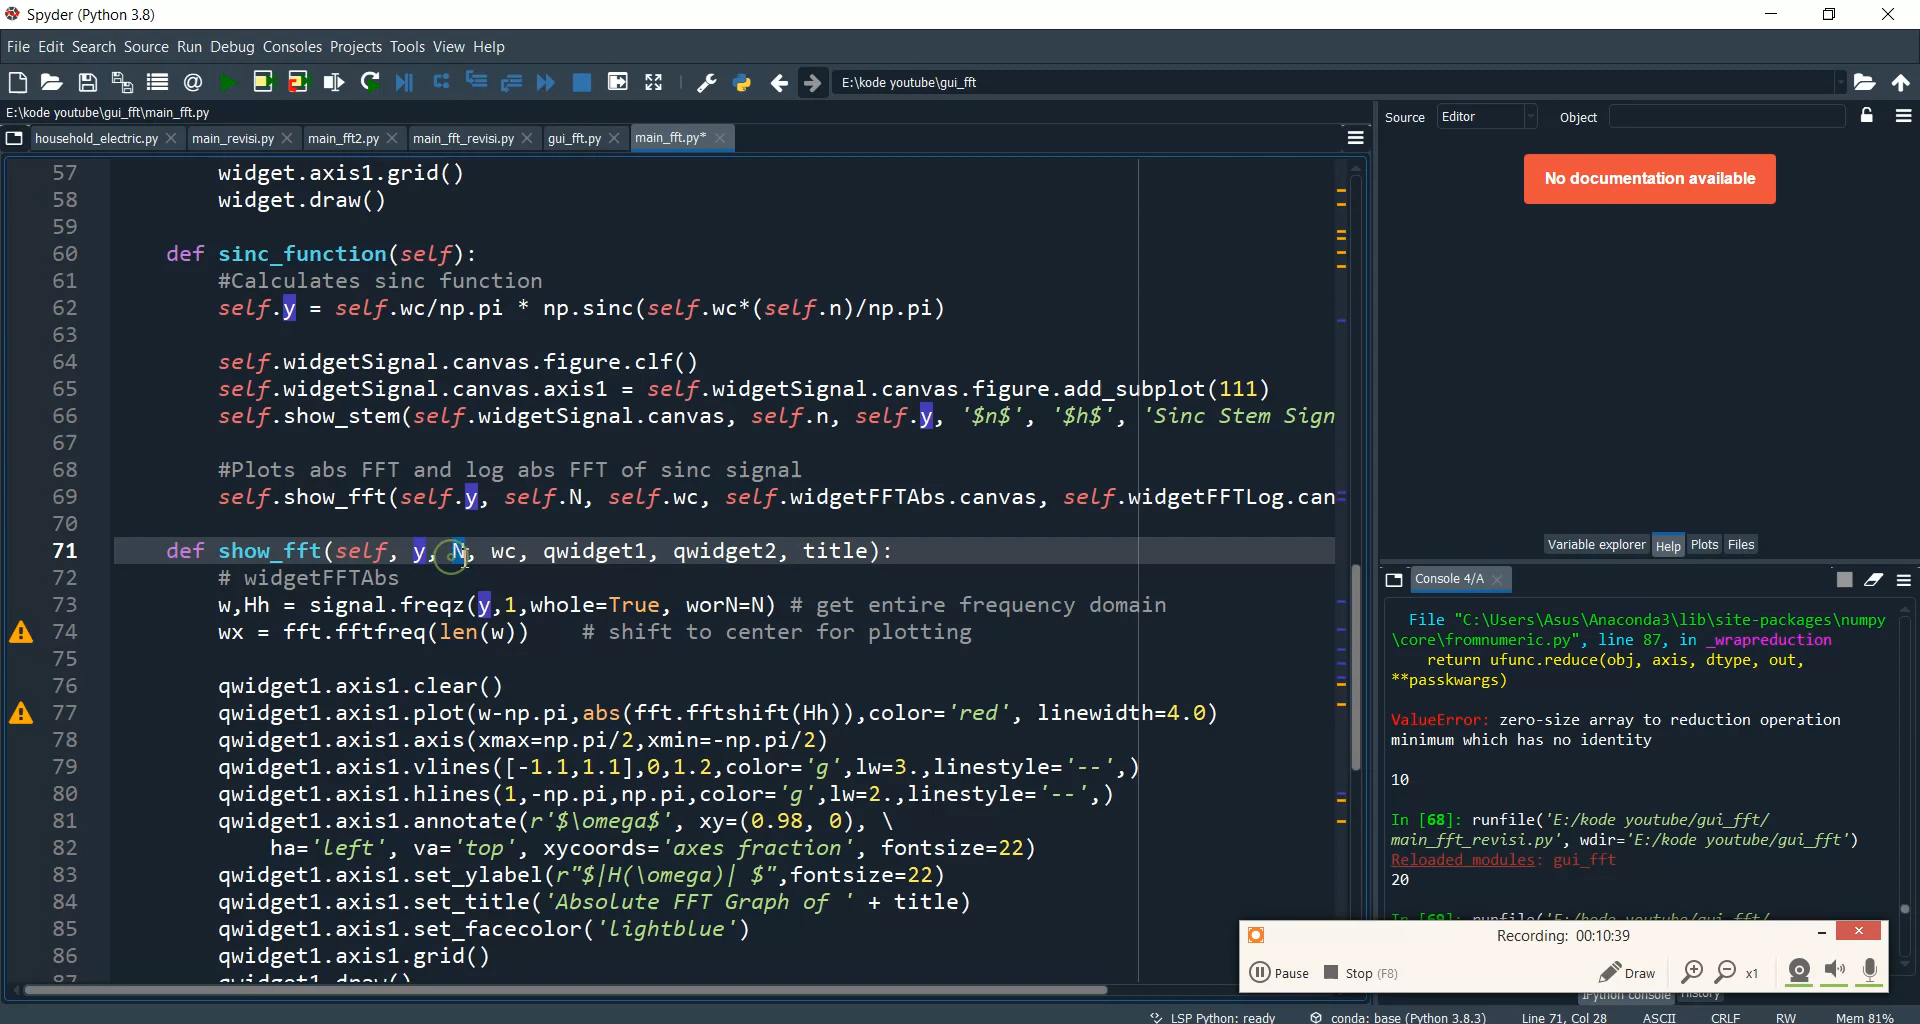 Spyder (Python 3.8)
File Edit Search Source Run Debug Consoles Projects Tools View Help
E:\kode youtube\gui_fft
E:\kode youtube\gui_fft\main_fft.py
household_electric.py main_revisi.py main_fft2.py main_fft_revisi.py gui_fft.py main_fft.py*
57 widget.axis1.grid()
58 widget.draw()
59
60 def sinc_function(self):
61 #Calculates sinc function
62 self.y = self.wc/np.pi * np.sinc(self.wc*(self.n)/np.pi)
63
64 self.widgetSignal.canvas.figure.clf()
65 self.widgetSignal.canvas.axis1 = self.widgetSignal.canvas.figure.add_subplot(111)
66 self.show_stem(self.widgetSignal.canvas, self.n, self.y, '$n$', '$h$', 'Sinc Stem Sign
67
68 #Plots abs FFT and log abs FFT of sinc signal
69 self.show_fft(self.y, self.N, self.wc, self.widgetFFTAbs.canvas, self.widgetFFTLog.can
70
71 def show_fft(self, y, N, wc, qwidget1, qwidget2, title):
72 # widgetFFTAbs
73 w,Hh = signal.freqz(y,1,whole=True, worN=N) # get entire frequency domain
74 wx = fft.fftfreq(len(w)) # shift to center for plotting
75
76 qwidget1.axis1.clear()
77 qwidget1.axis1.plot(w-np.pi,abs(fft.fftshift(Hh)),color='red', linewidth=4.0)
78 qwidget1.axis1.axis(xmax=np.pi/2,xmin=-np.pi/2)
79 qwidget1.axis1.vlines([-1.1,1.1],0,1.2,color='g',lw=3.,linestyle='--',)
80 qwidget1.axis1.hlines(1,-np.pi,np.pi,color='g',lw=2.,linestyle='--',)
81 qwidget1.axis1.annotate(r'$\omega$', xy=(0.98, 0), \
82 ha='left', va='top', xycoords='axes fraction', fontsize=22)
83 qwidget1.axis1.set_ylabel(r"$|H(\omega)| $",fontsize=22)
84 qwidget1.axis1.set_title('Absolute FFT Graph of ' + title)
85 qwidget1.axis1.set_facecolor('lightblue')
86 qwidget1.axis1.grid()
87 qwidget1.draw()
Source Editor Object
No documentation available
Variable explorer Help Plots Files
Console 4/A
File "C:\Users\Asus\Anaconda3\lib\site-packages\numpy
\core\fromnumeric.py", line 87, in _wrapreduction
return ufunc.reduce(obj, axis, dtype, out,
**passkwargs)
ValueError: zero-size array to reduction operation
minimum which has no identity
10
In [68]: runfile('E:/kode youtube/gui_fft/
main_fft_revisi.py', wdir='E:/kode youtube/gui_fft')
Reloaded modules: gui_fft
20
In [69]: runfile('E:/kode youtube/gui_fft/
Recording: 00:10:39
Pause Stop (F8) Draw x1
IPython console History
LSP Python: ready conda: base (Python 3.8.3) Line 71, Col 28 ASCII CRLF RW Mem 81%